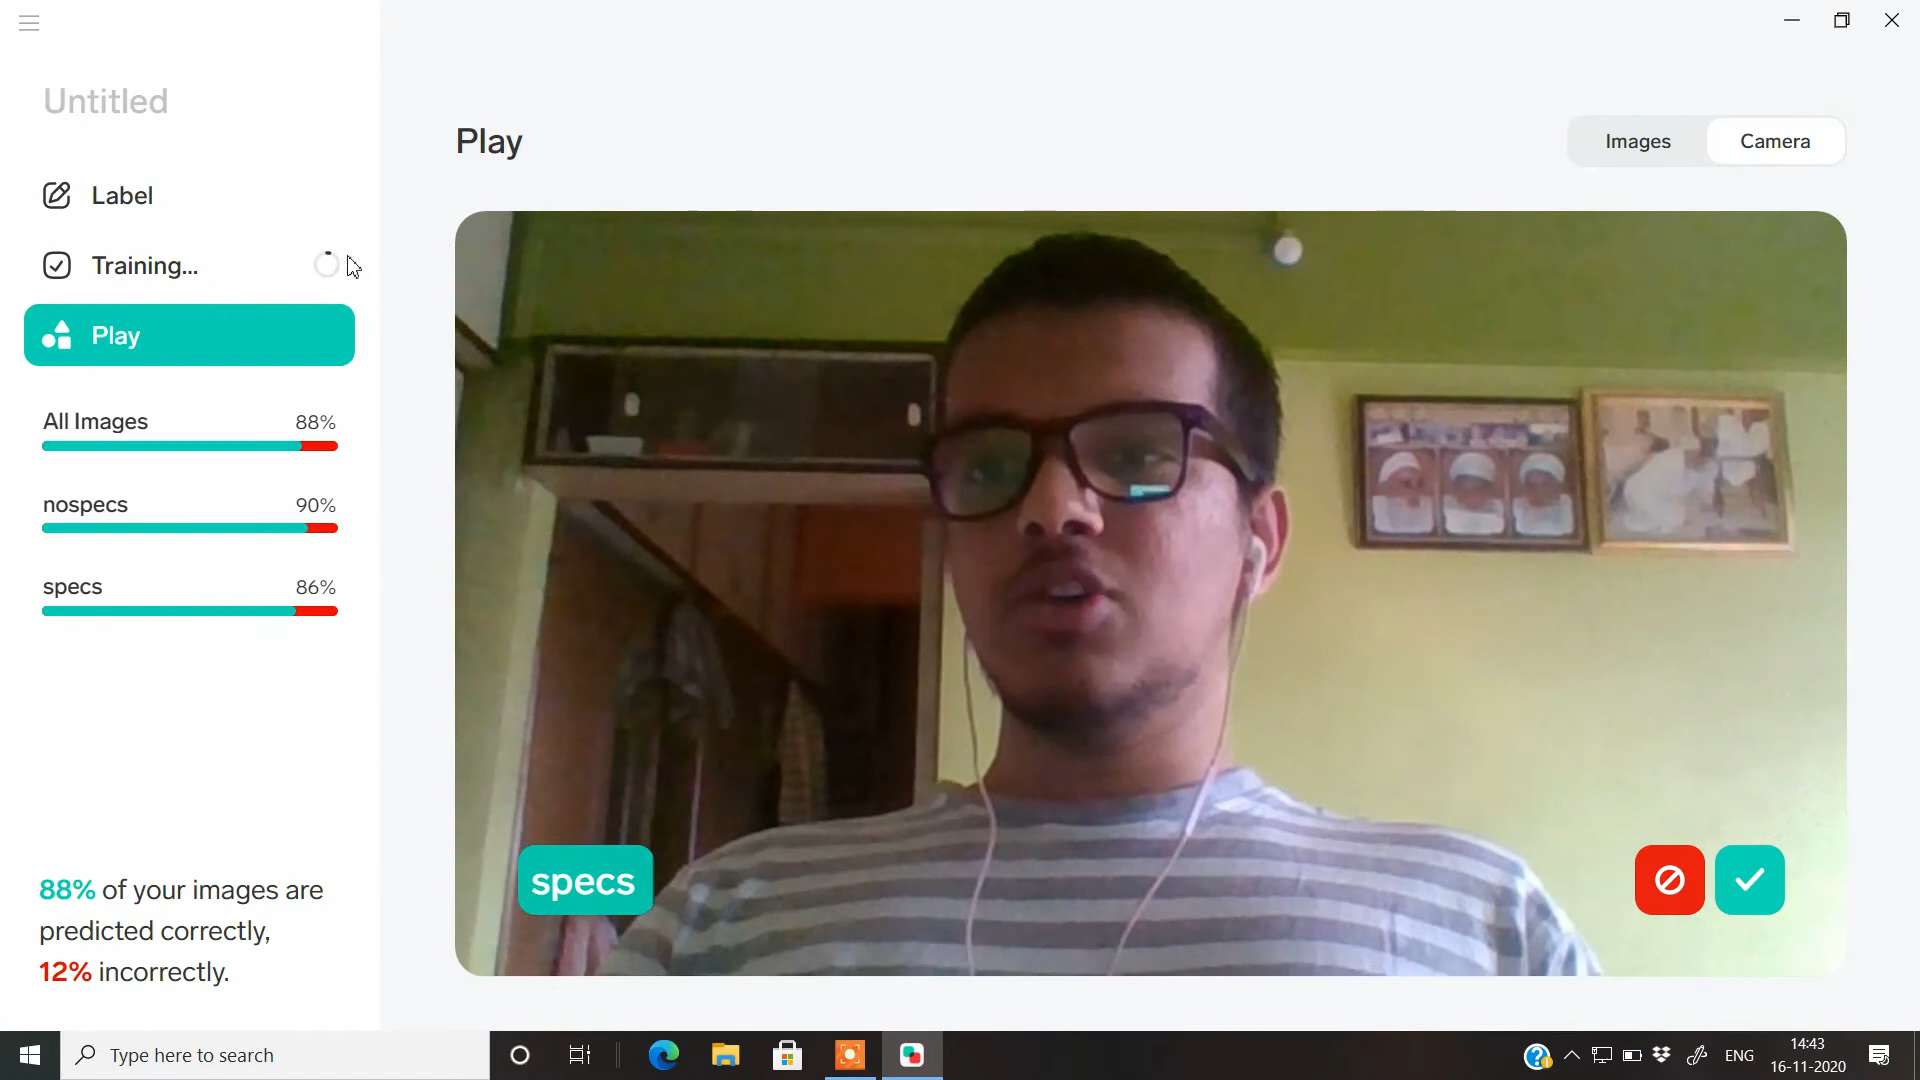 Untitled
Label
Training...
Play
All Images 88%
nospecs 90%
specs 86%
88% of your images are
predicted correctly,
12% incorrectly.
Play
Images Camera
specs
Type here to search
ENG
14:43
16-11-2020